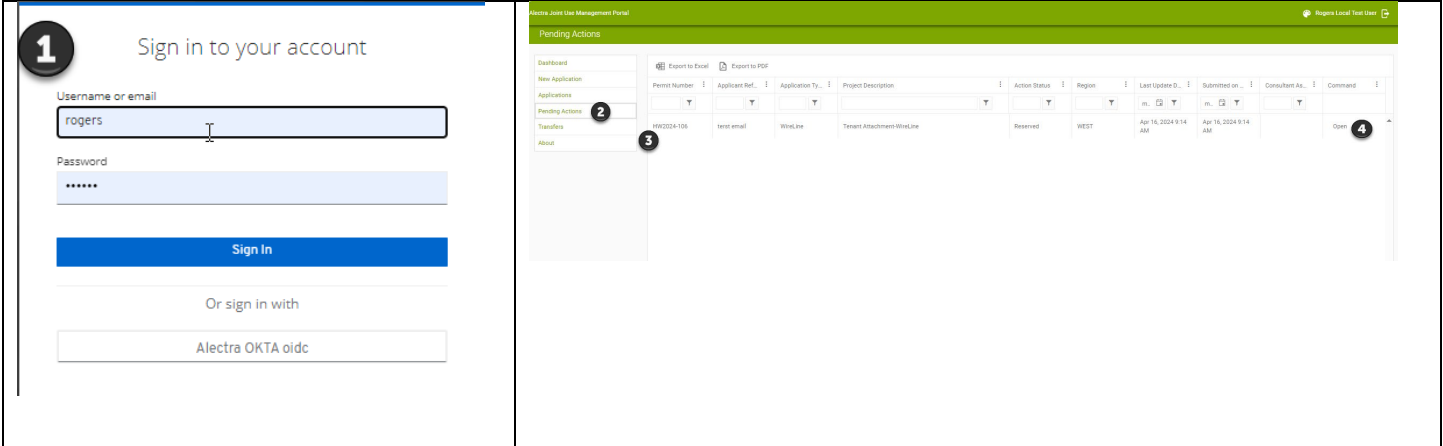 1
Sign in to your account
Username or email
rogers
Password
••••••
Sign In
Or sign in with
Alectra OKTA oidc
Alectra Joint Use Management Portal
Rogers Local Test User
Pending Actions
Dashboard
New Application
Applications
Pending Actions 2
Transfers
About
3
Export to Excel Export to PDF
Permit Number Applicant Ref... Application Ty... Project Description Action Status Region Last Update D... Submitted on ... Consultant As... Command
m.. m..
HW2024-106 terst email WireLine Tenant Attachment-WireLine Reserved WEST Apr 16, 2024 9:14 AM Apr 16, 2024 9:14 AM Open 4